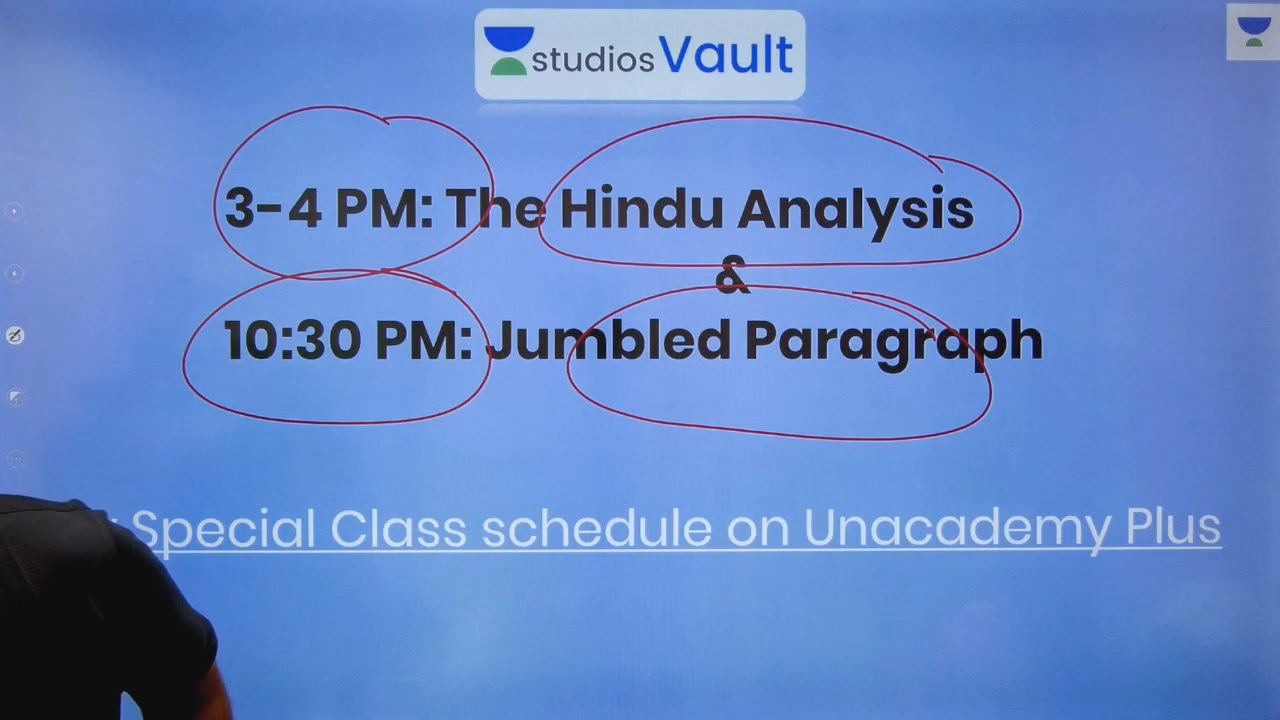 studios Vault
3-4 PM: The Hindu Analysis
&
10:30 PM: Jumbled Paragraph
Special Class schedule on Unacademy Plus